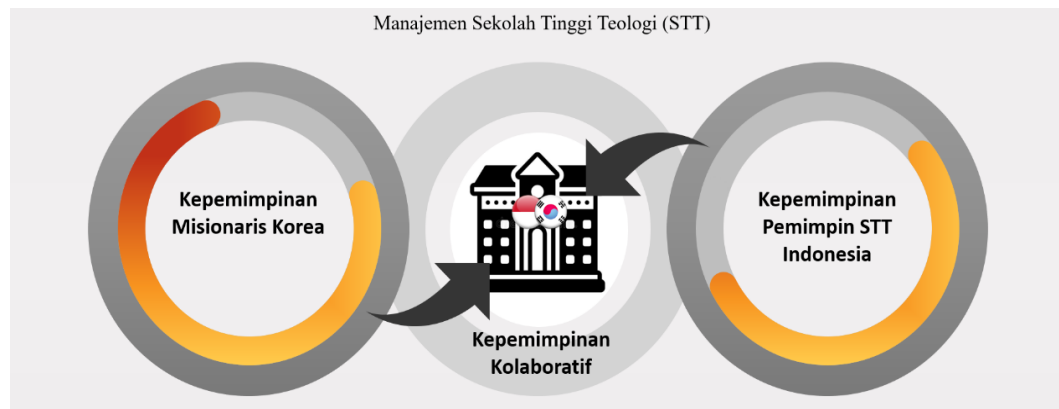 Manajemen Sekolah Tinggi Teologi (STT)
Kepemimpinan
Misionaris Korea
Kepemimpinan
Kolaboratif
Kepemimpinan
Pemimpin STT
Indonesia